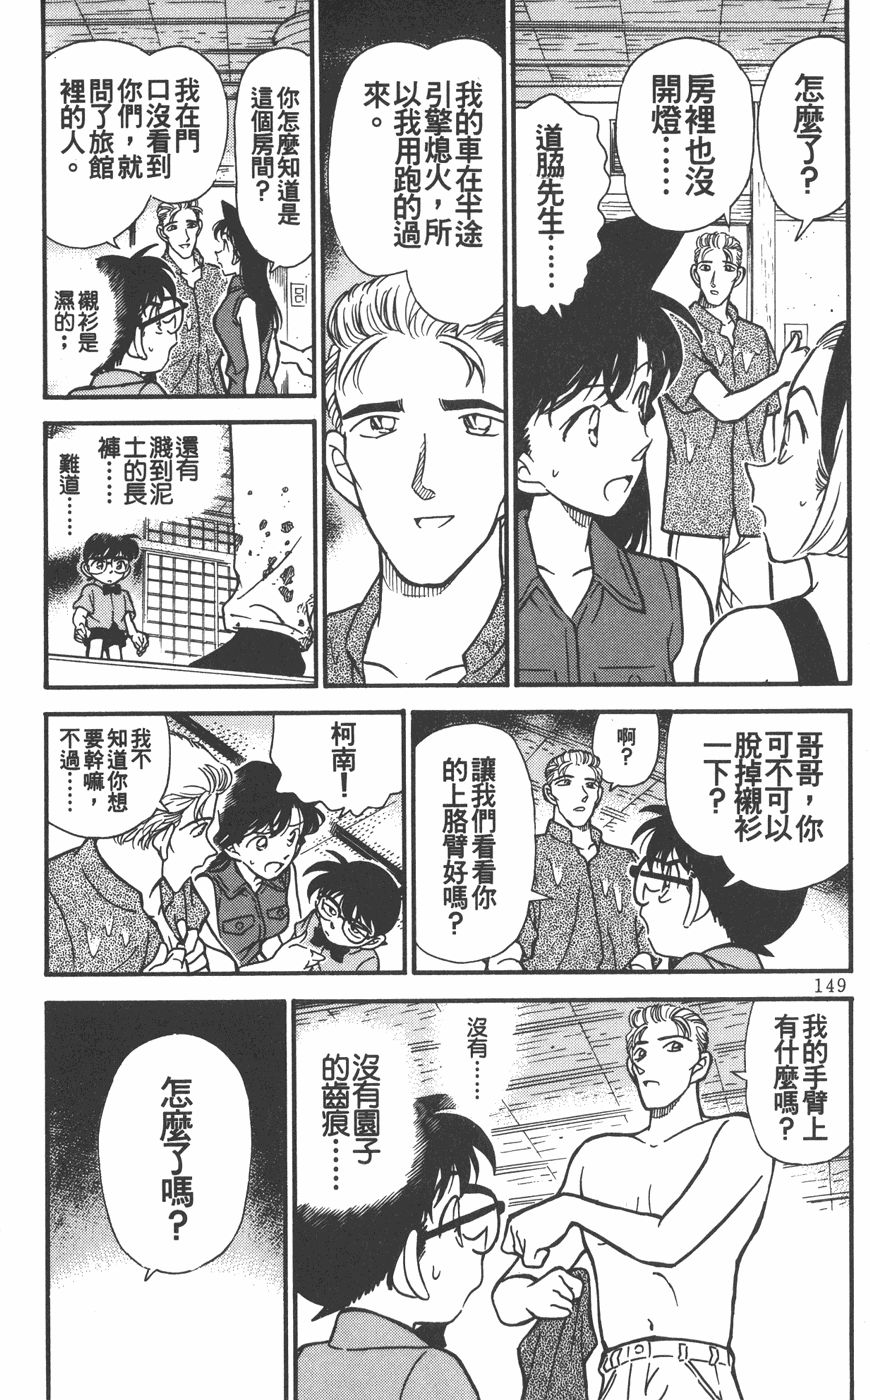 怎麼了？
房裡也沒
開燈……
道脇先生……
我的車在半途
引擎熄火，所
以我用跑的過
來。
你怎麼知道是
這個房間？
我在門
口沒看到
你們，就
問了旅館
裡的人。
襯衫是
濕的；
還有
濺到泥
土的長
褲……
難道……
哥哥，你
可不可以
脫掉襯衫
一下？
啊？
讓我們看看你
的上胳臂好嗎？
柯南！
我不
知道你想
要幹嘛，
不過……
149
我的手臂上
有什麼嗎？
沒有……
沒有園子
的齒痕……
怎麼了嗎？